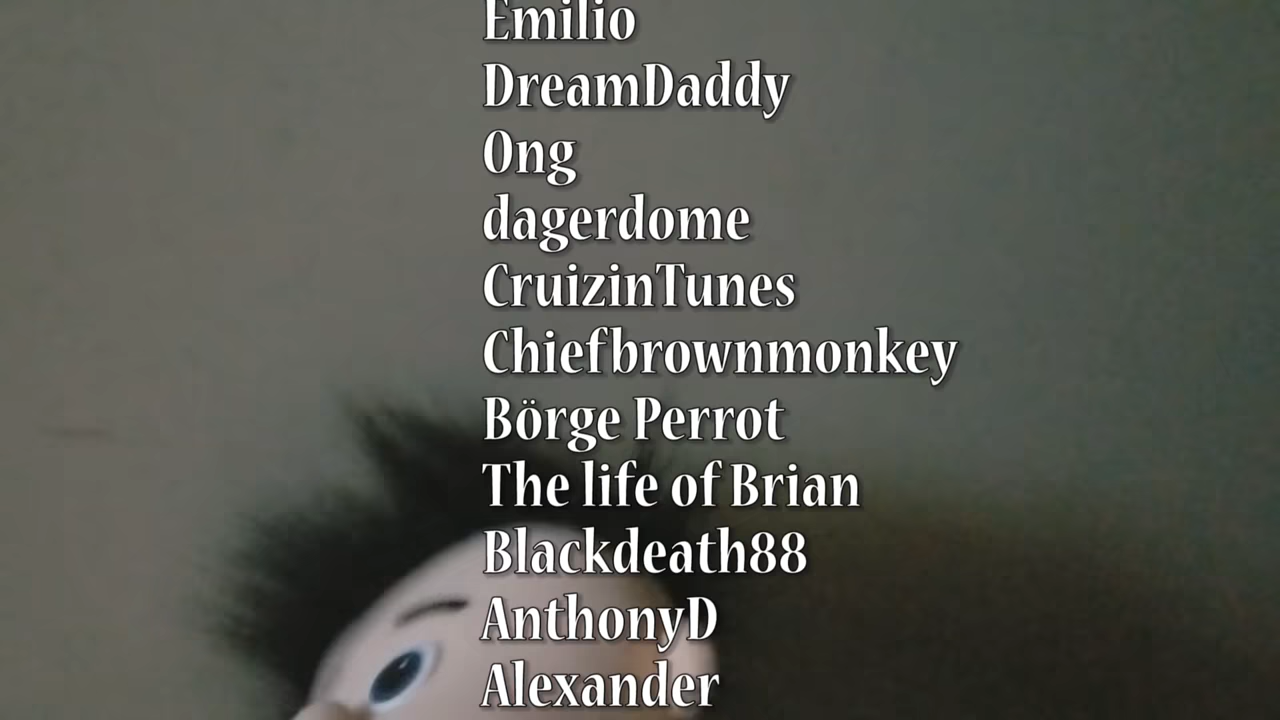 Emilio
DreamDaddy
Ong
dagerdome
CruizinTunes
Chiefbrownmonkey
Börge Perrot
The life of Brian
Blackdeath88
AnthonyD
Alexander